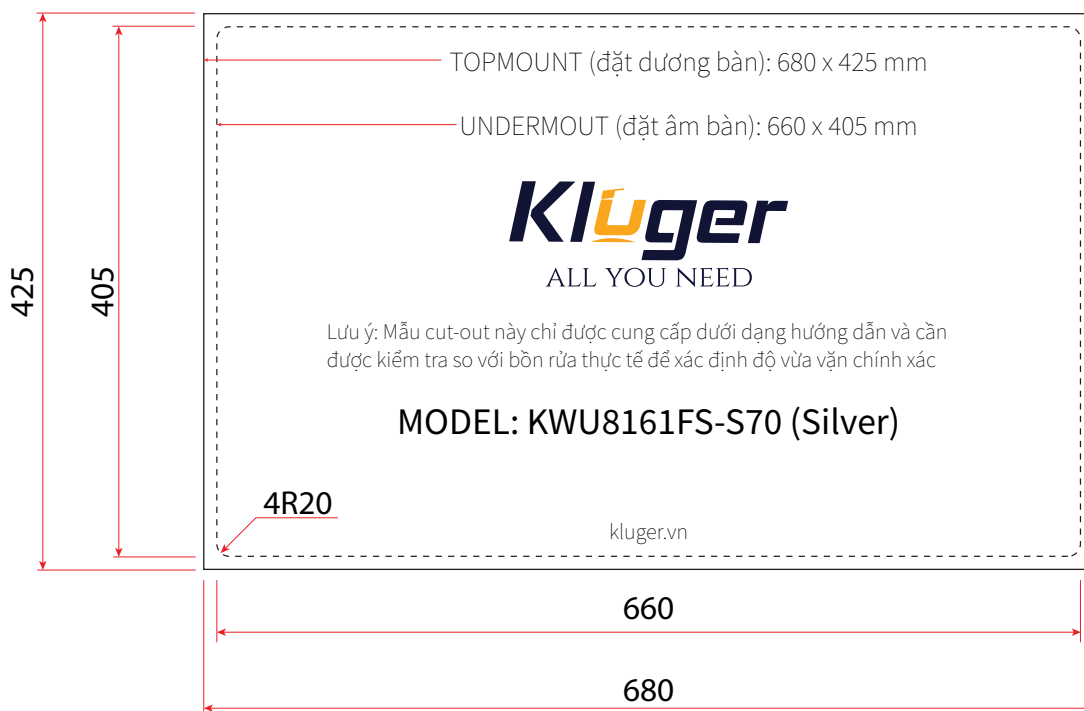 TOPMOUNT (đặt dương bàn): 680 x 425 mm
UNDERMOUT (đặt âm bàn): 660 x 405 mm
Kluger
ALL YOU NEED
425
405
Lưu ý: Mẫu cut-out này chỉ được cung cấp dưới dạng hướng dẫn và cần
được kiểm tra so với bồn rửa thực tế để xác định độ vừa vặn chính xác
MODEL: KWU8161FS-S70 (Silver)
4R20
kluger.vn
660
680